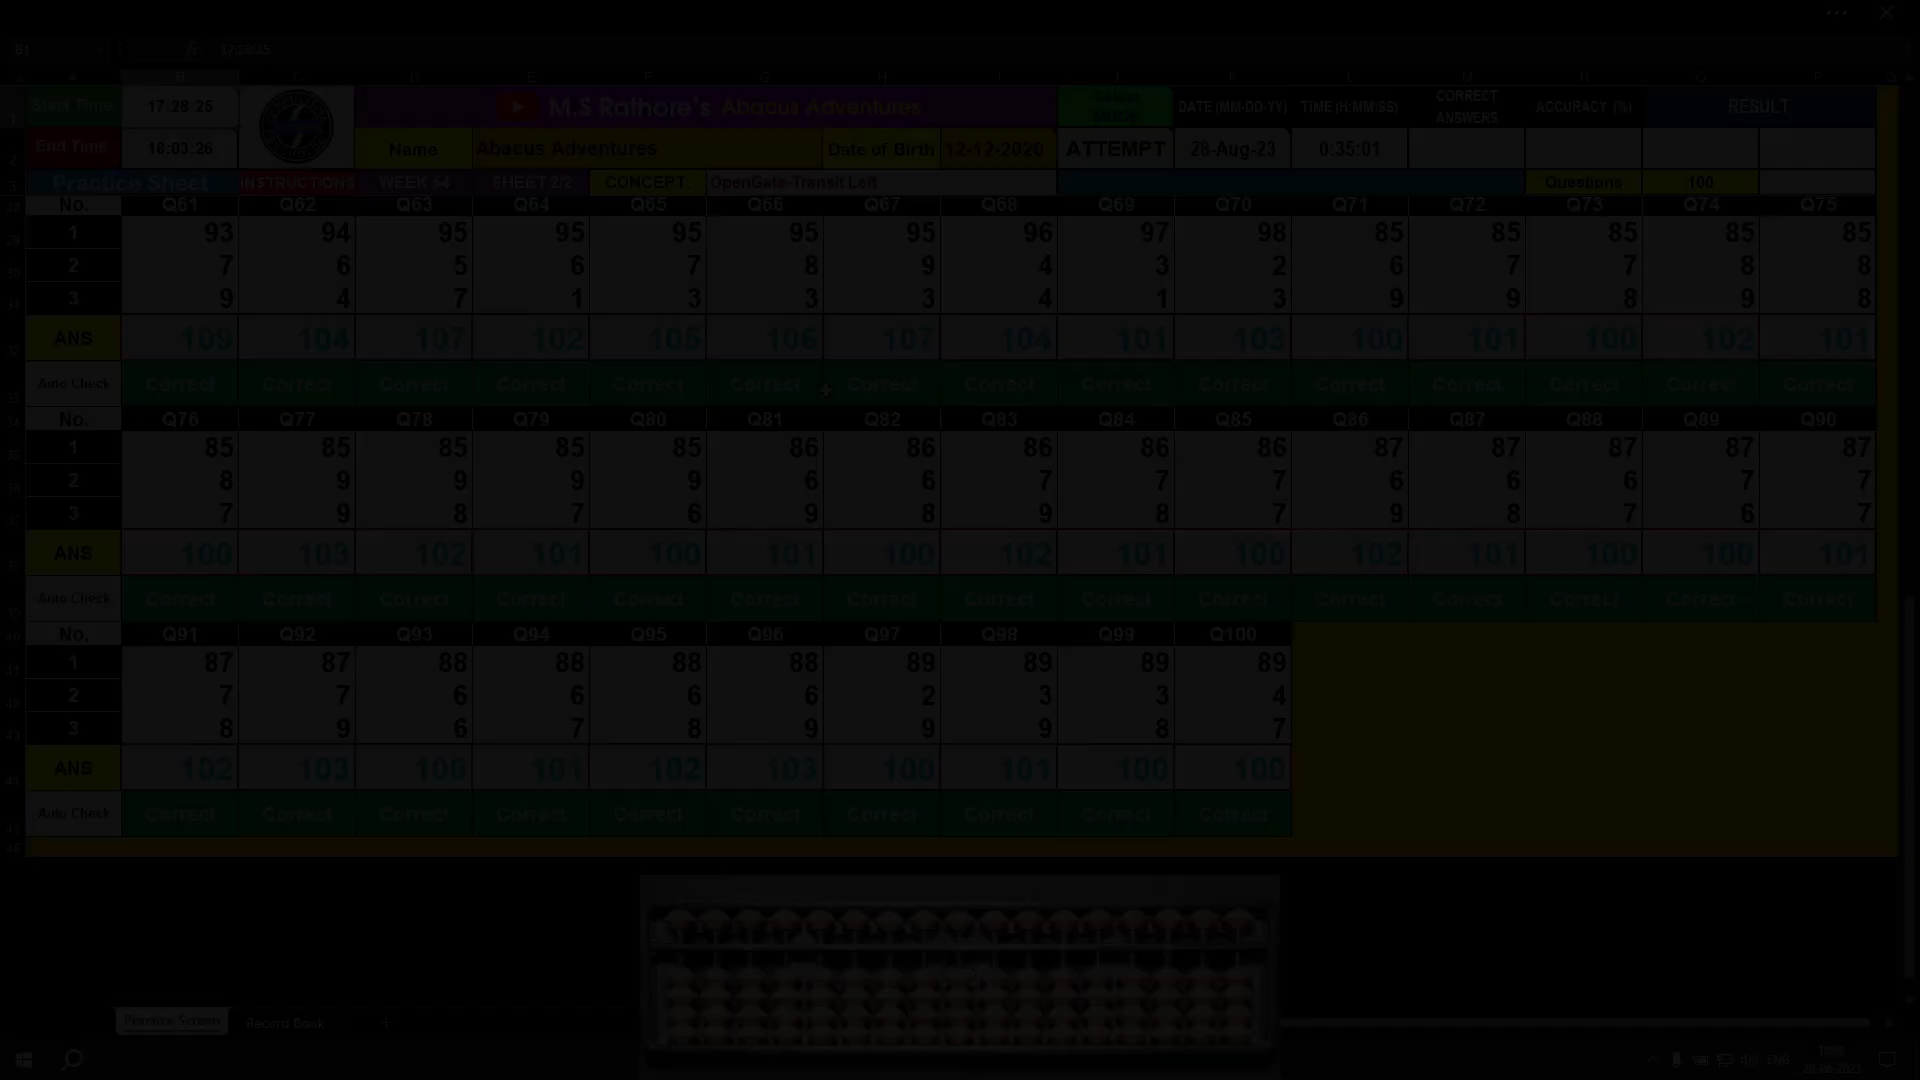 B1 fx 17:28:25
A B C D E F G H I J K L M N O P Q
Start Time 17:28:25 M.S Rathore's Abacus Adventures DATE (MM-DD-YY) TIME (H:MM:SS) CORRECT ANSWERS ACCURACY (%) RESULT
End Time 18:03:26 Name Abacus Adventures Date of Birth 12-12-2020 ATTEMPT 28-Aug-23 0:35:01
Practice Sheet INSTRUCTIONS WEEK 54 SHEET 2/2 CONCEPT: OpenGate-Transit Left Questions 100
No. Q61 Q62 Q63 Q64 Q65 Q66 Q67 Q68 Q69 Q70 Q71 Q72 Q73 Q74 Q75
1 93 94 95 95 95 95 95 96 97 98 85 85 85 85 85
2 7 6 5 6 7 8 9 4 3 2 6 7 7 8 8
3 9 4 7 1 3 3 3 4 1 3 9 9 8 9 8
ANS 109 104 107 102 105 106 107 104 101 103 100 101 100 102 101
Auto Check Correct Correct Correct Correct Correct Correct Correct Correct Correct Correct Correct Correct Correct Correct Correct
No. Q76 Q77 Q78 Q79 Q80 Q81 Q82 Q83 Q84 Q85 Q86 Q87 Q88 Q89 Q90
1 85 85 85 85 85 86 86 86 86 86 87 87 87 87 87
2 8 9 9 9 9 6 6 7 7 7 6 6 6 7 7
3 7 9 8 7 6 9 8 9 8 7 9 8 7 6 7
ANS 100 103 102 101 100 101 100 102 101 100 102 101 100 100 101
Auto Check Correct Correct Correct Correct Correct Correct Correct Correct Correct Correct Correct Correct Correct Correct Correct
No. Q91 Q92 Q93 Q94 Q95 Q96 Q97 Q98 Q99 Q100
1 87 87 88 88 88 88 89 89 89 89
2 7 7 6 6 6 6 2 3 3 4
3 8 9 6 7 8 9 9 9 8 7
ANS 102 103 100 101 102 103 100 101 100 100
Auto Check Correct Correct Correct Correct Correct Correct Correct Correct Correct Correct
Practice Screen Record Book
ENG
28-08-2023